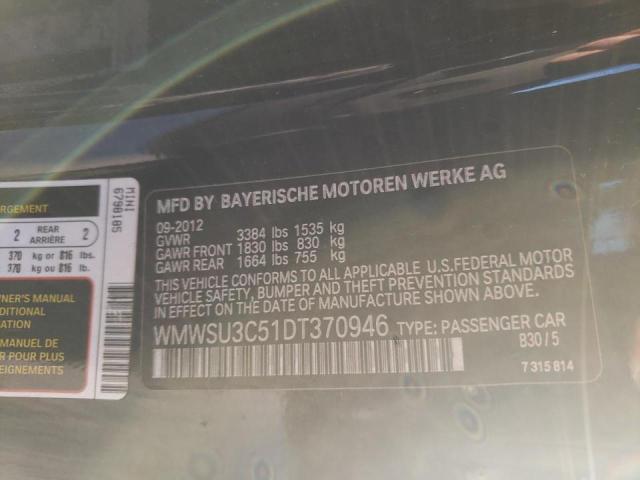 RGEMENT
2 REAR ARRIÈRE 2
370 kg or 816 lbs.
370 kg ou 816 lb.
NER'S MANUAL
DDITIONAL
ATION
E POUR PLUS
EIGNEMENTS
MINI
6798185
MFD BY BAYERISCHE MOTOREN WERKE AG
09-2012
GVWR 3384 lbs 1535 kg
GAWR FRONT 1830 lbs 830 kg
GAWR REAR 1664 lbs 755 kg
THIS VEHICLE CONFORMS TO ALL APPLICABLE U.S. FEDERAL MOTOR
VEHICLE SAFETY, BUMPER AND THEFT PREVENTION STANDARDS
IN EFFECT ON THE DATE OF MANUFACTURE SHOWN ABOVE.
WMWSU3C51DT370946 TYPE: PASSENGER CAR
B30/5
7 315 814